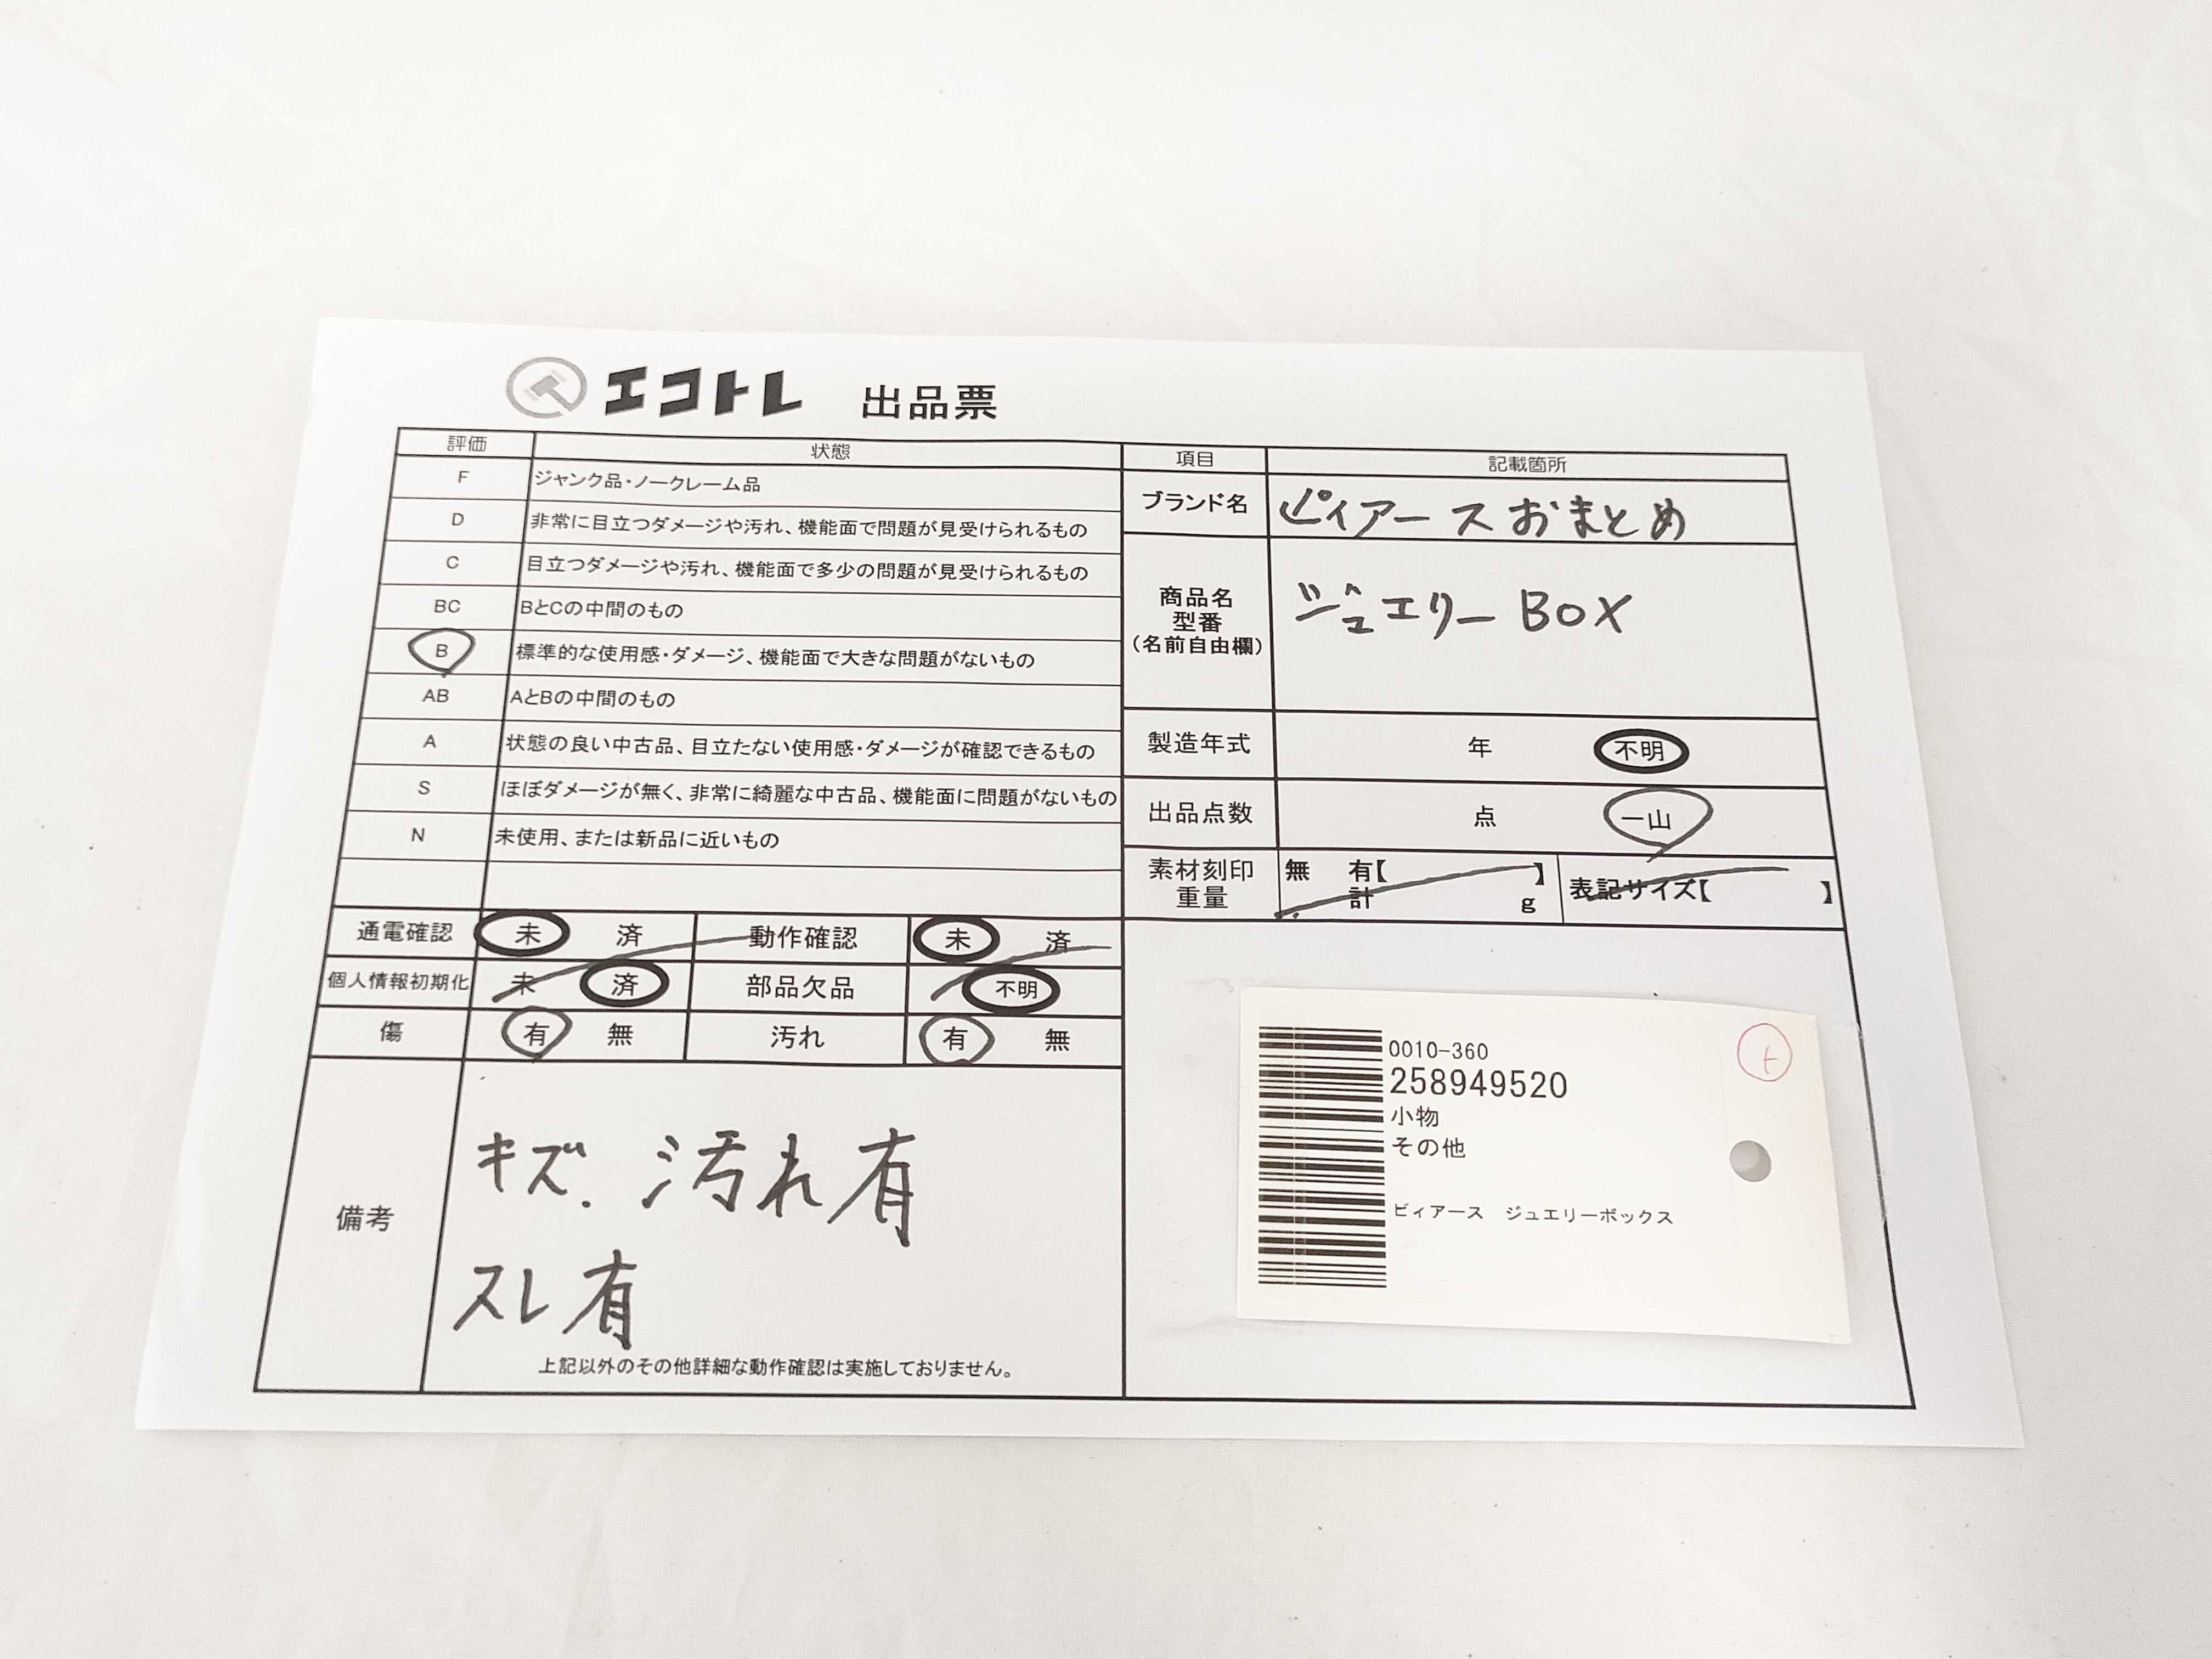 エコトレ 出品票
評価 状態
F ジャンク品・ノークレーム品
D 非常に目立つダメージや汚れ、機能面で問題が見受けられるもの
C 目立つダメージや汚れ、機能面で多少の問題が見受けられるもの
BC BとCの中間のもの
B 標準的な使用感・ダメージ、機能面で大きな問題がないもの
AB AとBの中間のもの
A 状態の良い中古品、目立たない使用感・ダメージが確認できるもの
S ほぼダメージが無く、非常に綺麗な中古品、機能面に問題がないもの
N 未使用、または新品に近いもの
通電確認 未 済 動作確認 未 済
個人情報初期化 未 済 部品欠品 不明
傷 有 無 汚れ 有 無
備考
キズ. 汚れ有
スレ有
上記以外のその他詳細な動作確認は実施しておりません。
項目 記載箇所
ブランド名 ピィアースおまとめ
商品名
型番
(名前自由欄)
ジュエリーBOX
製造年式 年 不明
出品点数 点 一山
素材刻印 無 有【 】 表記サイズ【 】
重量 計 g
0010-360
258949520
小物
その他
ピィアース ジュエリーボックス